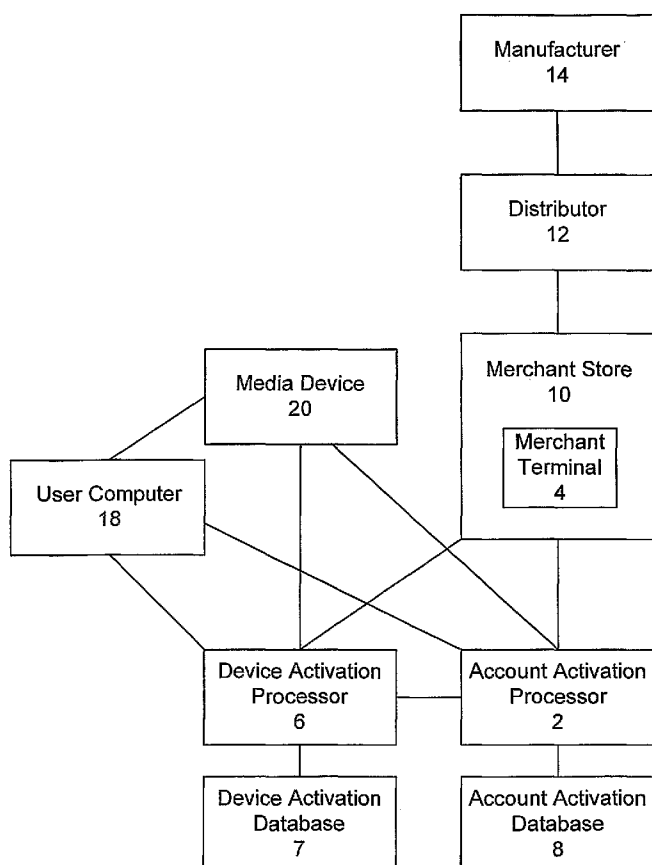 Manufacturer
14
Distributor
12
Merchant Store
10
Merchant
Terminal
4
Media Device
20
User Computer
18
Device Activation
Processor
6
Account Activation
Processor
2
Device Activation
Database
7
Account Activation
Database
8